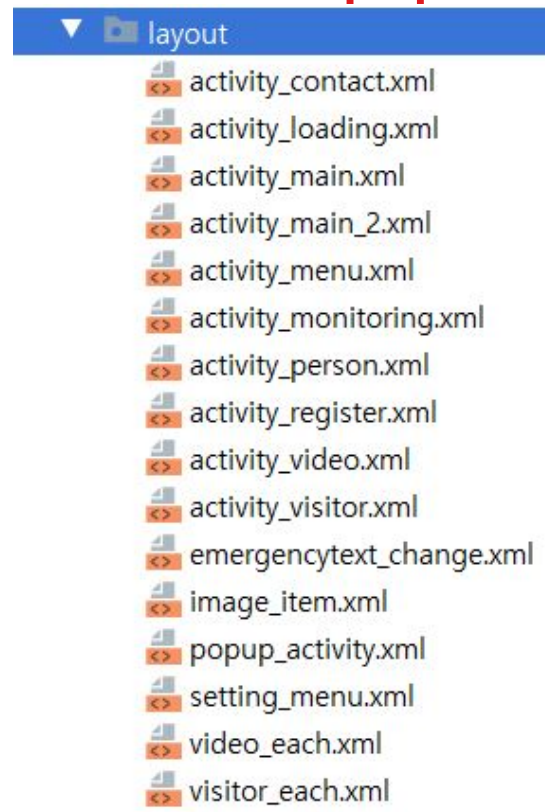 layout
activity_contact.xml
activity_loading.xml
activity_main.xml
activity_main_2.xml
activity_menu.xml
activity_monitoring.xml
activity_person.xml
activity_register.xml
activity_video.xml
activity_visitor.xml
emergencytext_change.xml
image_item.xml
popup_activity.xml
setting_menu.xml
video_each.xml
visitor_each.xml